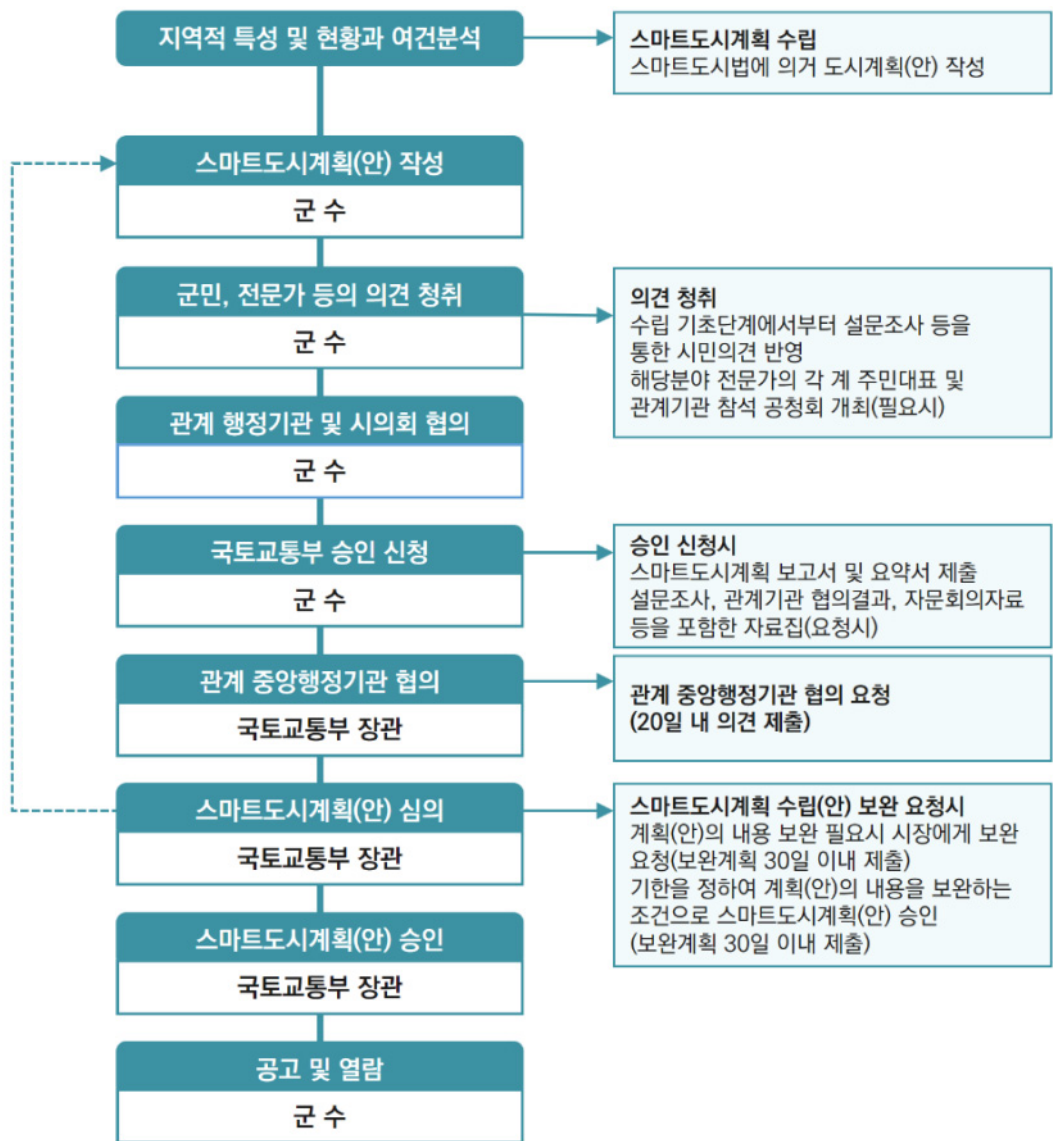 지역적 특성 및 현황과 여건분석
스마트도시계획 수립
스마트도시법에 의거 도시계획(안) 작성
스마트도시계획(안) 작성
군 수
군민, 전문가 등의 의견 청취
군 수
의견 청취
수립 기초단계에서부터 설문조사 등을
통한 시민의견 반영
해당분야 전문가의 각 계 주민대표 및
관계기관 참석 공청회 개최(필요시)
관계 행정기관 및 시의회 협의
군 수
국토교통부 승인 신청
군 수
승인 신청시
스마트도시계획 보고서 및 요약서 제출
설문조사, 관계기관 협의결과, 자문회의자료
등을 포함한 자료집(요청시)
관계 중앙행정기관 협의
국토교통부 장관
관계 중앙행정기관 협의 요청
(20일 내 의견 제출)
스마트도시계획(안) 심의
국토교통부 장관
스마트도시계획 수립(안) 보완 요청시
계획(안)의 내용 보완 필요시 시장에게 보완
요청(보완계획 30일 이내 제출)
기한을 정하여 계획(안)의 내용을 보완하는
조건으로 스마트도시계획(안) 승인
(보완계획 30일 이내 제출)
스마트도시계획(안) 승인
국토교통부 장관
공고 및 열람
군 수